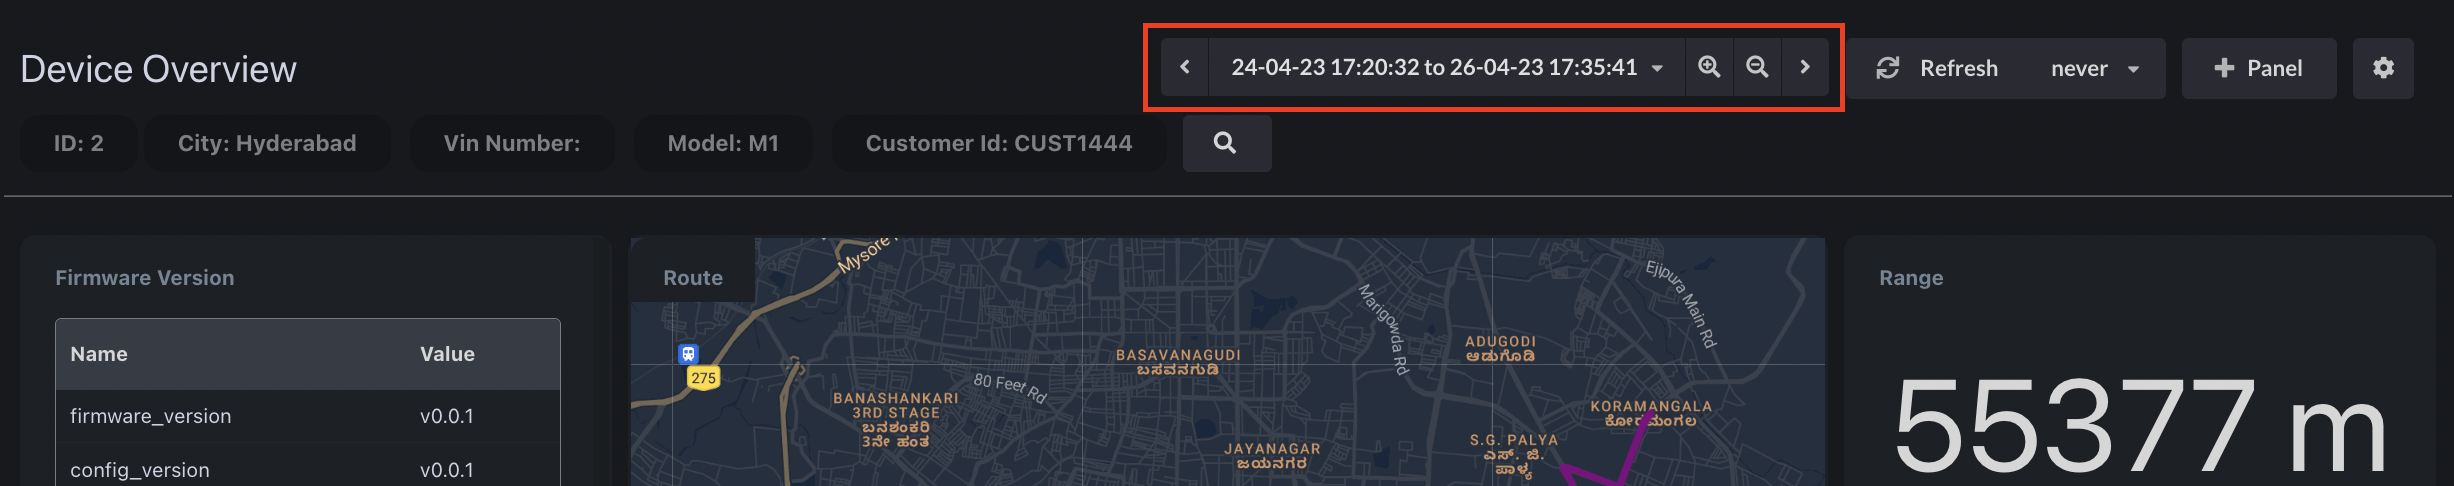 Device Overview
24-04-23 17:20:32 to 26-04-23 17:35:41
Refresh
never
Panel
ID: 2
City: Hyderabad
Vin Number:
Model: M1
Customer Id: CUST1444
Firmware Version
Name Value
firmware_version v0.0.1
config_version v0.0.1
Route
Mysore
275
80 Feet Rd
BANASHANKARI
3RD STAGE
ಬನಶಂಕರಿ
3ನೇ ಹಂತ
BASAVANAGUDI
ಬಸವನಗುಡಿ
JAYANAGAR
ಜಯನಗರ
Marigowda Rd
ADUGODI
ಆಡುಗೊಡಿ
Ejipura Main Rd
KORAMANGALA
ಕೋರಮಂಗಲ
S.G. PALYA
ಎಸ್. ಜಿ.
ಪಾಳ್ಯ
Range
55377 m